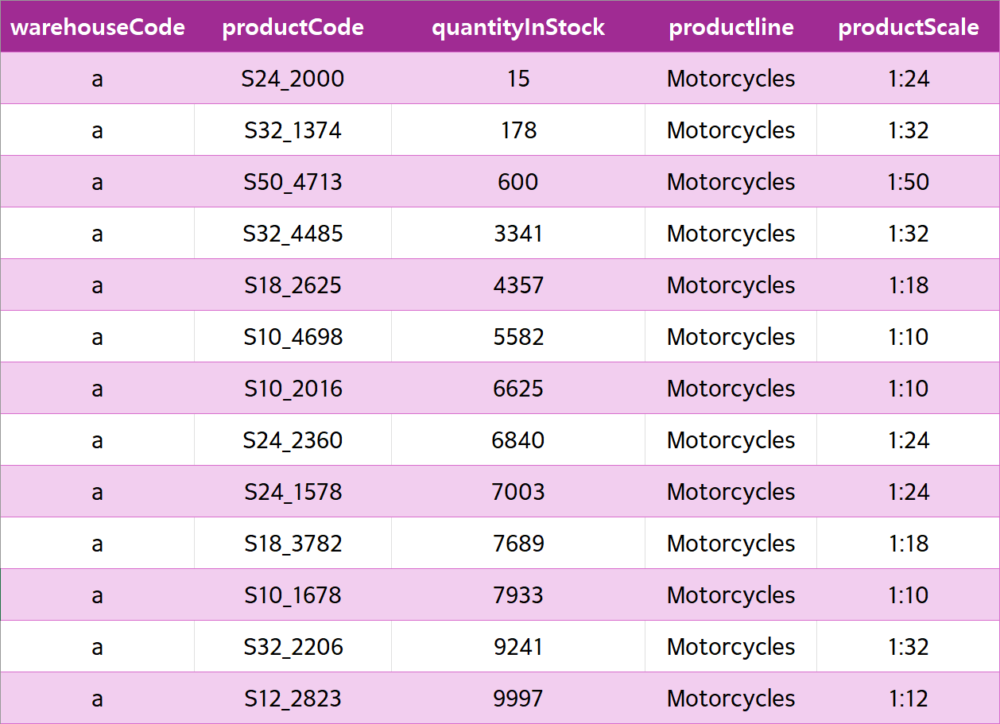 warehouseCode productCode quantityInStock productline productScale
a S24_2000 15 Motorcycles 1:24
a S32_1374 178 Motorcycles 1:32
a S50_4713 600 Motorcycles 1:50
a S32_4485 3341 Motorcycles 1:32
a S18_2625 4357 Motorcycles 1:18
a S10_4698 5582 Motorcycles 1:10
a S10_2016 6625 Motorcycles 1:10
a S24_2360 6840 Motorcycles 1:24
a S24_1578 7003 Motorcycles 1:24
a S18_3782 7689 Motorcycles 1:18
a S10_1678 7933 Motorcycles 1:10
a S32_2206 9241 Motorcycles 1:32
a S12_2823 9997 Motorcycles 1:12